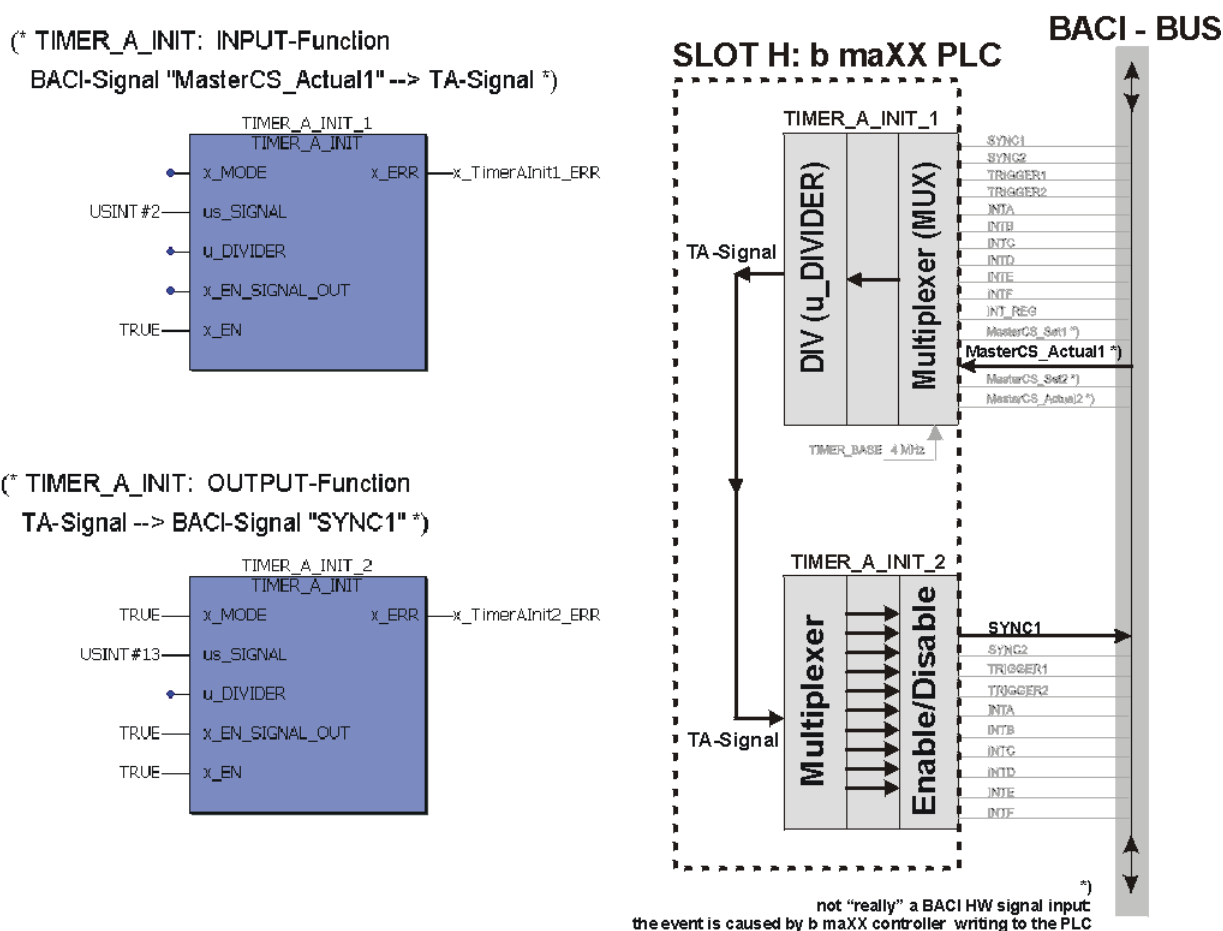 (* TIMER_A_INIT: INPUT-Function
BACI-Signal "MasterCS_Actual1" --> TA-Signal *)
TIMER_A_INIT_1
TIMER_A_INIT
x_MODE
x_ERR
x_TimerAInit1_ERR
USINT#2
us_SIGNAL
u_DIVIDER
x_EN_SIGNAL_OUT
TRUE
x_EN
(* TIMER_A_INIT: OUTPUT-Function
TA-Signal --> BACI-Signal "SYNC1" *)
TIMER_A_INIT_2
TIMER_A_INIT
TRUE
x_MODE
x_ERR
x_TimerAInit2_ERR
USINT#13
us_SIGNAL
u_DIVIDER
TRUE
x_EN_SIGNAL_OUT
TRUE
x_EN
BACI - BUS
SLOT H: b maXX PLC
TIMER_A_INIT_1
DIV (u_DIVIDER)
Multiplexer (MUX)
TA-Signal
SYNC1
SYNC2
TRIGGER1
TRIGGER2
INTA
INTB
INTC
INTD
INTE
INTF
INT_REG
MasterCS_Set1 *)
MasterCS_Actual1 *)
MasterCS_Set2 *)
MasterCS_Actual2 *)
TIMER_BASE 4 MHz
TIMER_A_INIT_2
Multiplexer
Enable/Disable
TA-Signal
SYNC1
SYNC2
TRIGGER1
TRIGGER2
INTA
INTB
INTC
INTD
INTE
INTF
*)
not “really” a BACI HW signal input:
the event is caused by b maXX controller writing to the PLC